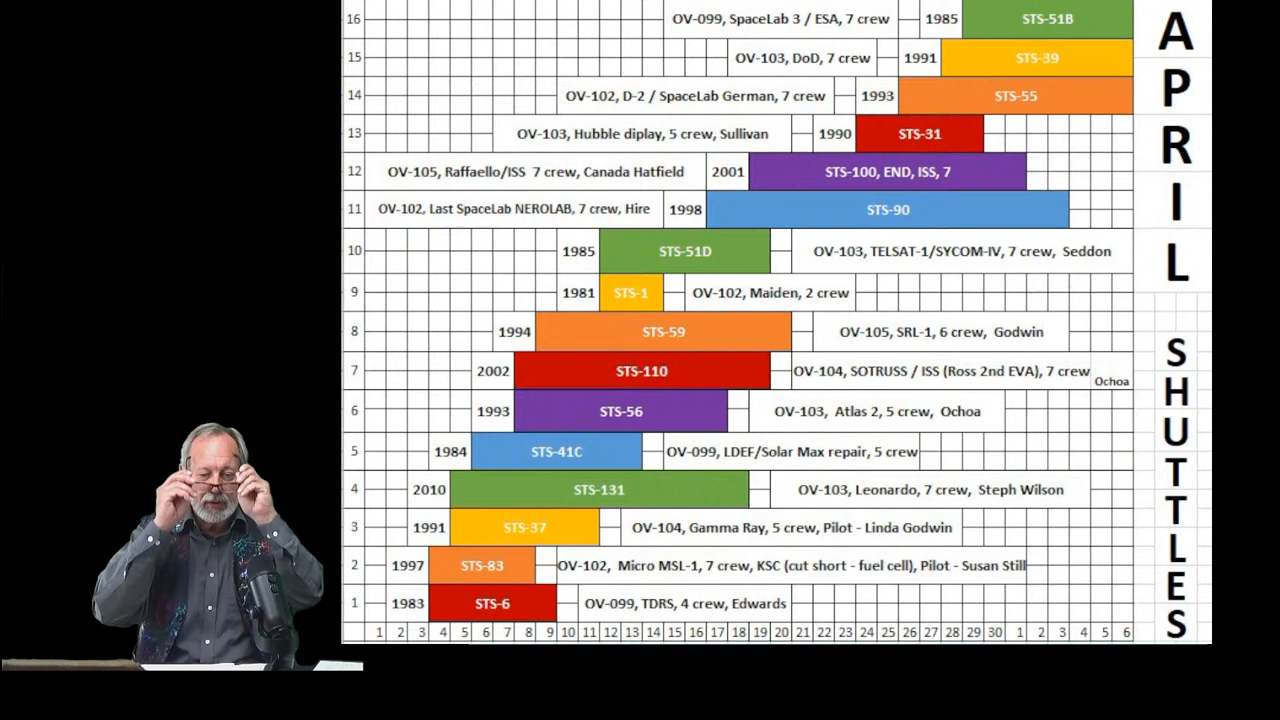 16 OV-099, SpaceLab 3 / ESA, 7 crew 1985 STS-51B
15 OV-103, DoD, 7 crew 1991 STS-39
14 OV-102, D-2 / SpaceLab German, 7 crew 1993 STS-55
13 OV-103, Hubble diplay, 5 crew, Sullivan 1990 STS-31
12 OV-105, Raffaello/ISS 7 crew, Canada Hatfield 2001 STS-100, END, ISS, 7
11 OV-102, Last SpaceLab NEROLAB, 7 crew, Hire 1998 STS-90
10 1985 STS-51D OV-103, TELSAT-1/SYCOM-IV, 7 crew, Seddon
9 1981 STS-1 OV-102, Maiden, 2 crew
8 1994 STS-59 OV-105, SRL-1, 6 crew, Godwin
7 2002 STS-110 OV-104, SOTRUSS / ISS (Ross 2nd EVA), 7 crew Ochoa
6 1993 STS-56 OV-103, Atlas 2, 5 crew, Ochoa
5 1984 STS-41C OV-099, LDEF/Solar Max repair, 5 crew
4 2010 STS-131 OV-103, Leonardo, 7 crew, Steph Wilson
3 1991 STS-37 OV-104, Gamma Ray, 5 crew, Pilot - Linda Godwin
2 1997 STS-83 OV-102, Micro MSL-1, 7 crew, KSC (cut short - fuel cell), Pilot - Susan Still
1 1983 STS-6 OV-099, TDRS, 4 crew, Edwards
1 2 3 4 5 6 7 8 9 10 11 12 13 14 15 16 17 18 19 20 21 22 23 24 25 26 27 28 29 30 1 2 3 4 5 6
APRIL
SHUTTLES